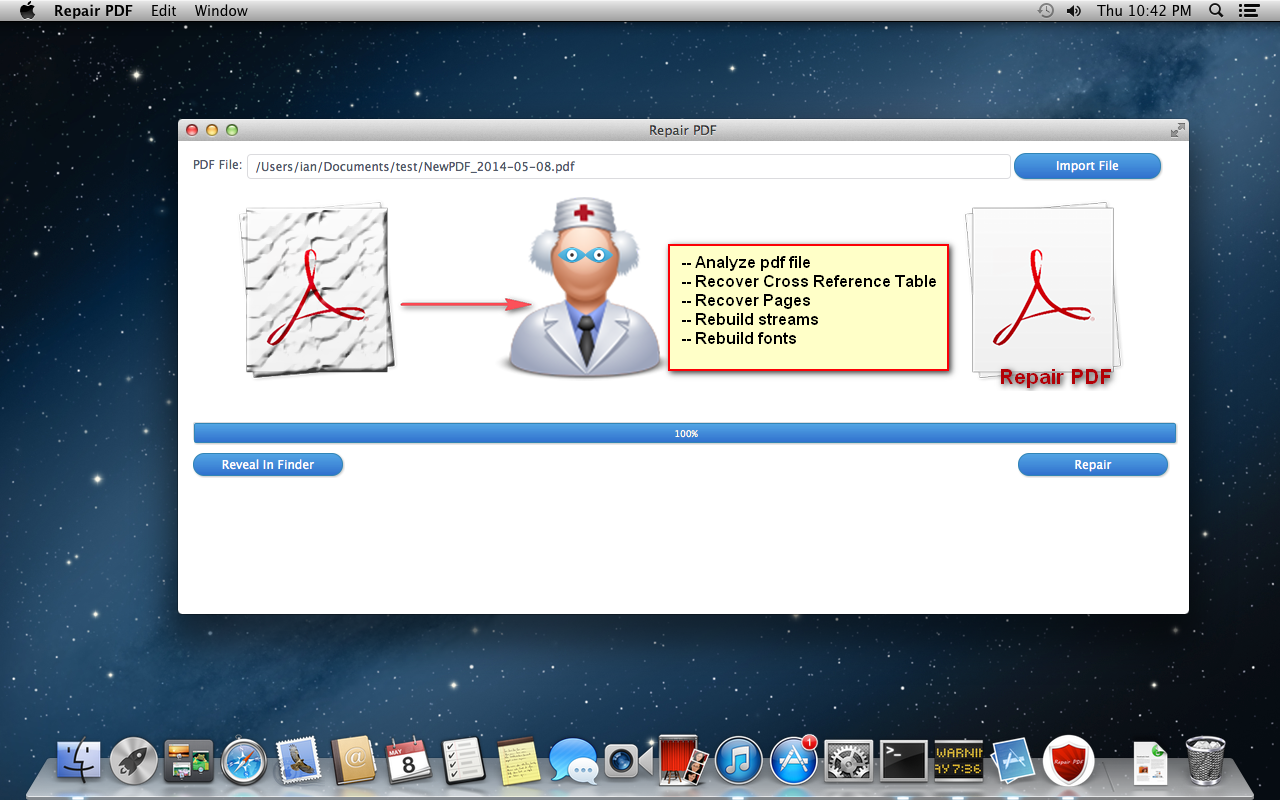 Repair PDF Edit Window Thu 10:42 PM
Repair PDF
PDF File: /Users/ian/Documents/test/NewPDF_2014-05-08.pdf Import File
-- Analyze pdf file
-- Recover Cross Reference Table
-- Recover Pages
-- Rebuild streams
-- Rebuild fonts
Repair PDF
100%
Reveal In Finder Repair
MAY
8
@
1
>_
WARNIN
AY 7:36
Repair PDF